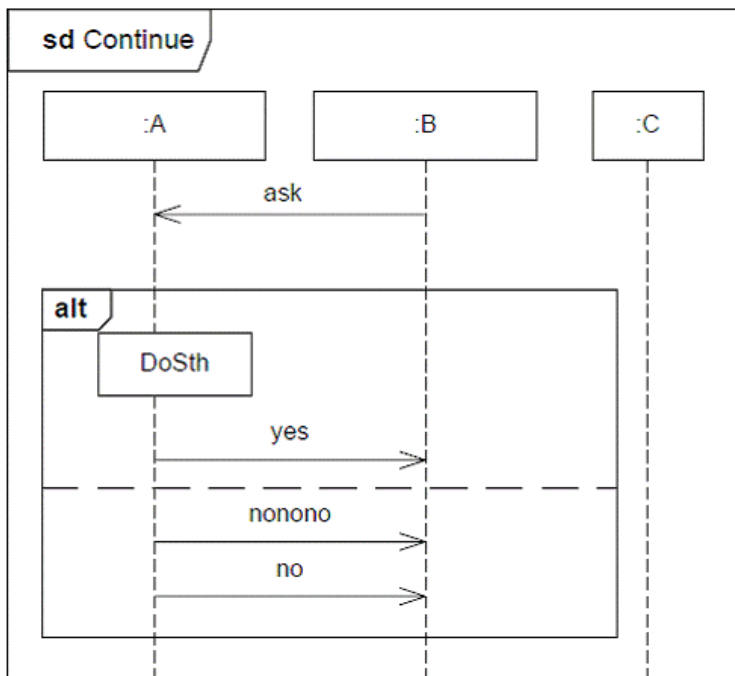 sd Continue
:A
:B
:C
ask
alt
DoSth
yes
nonono
no